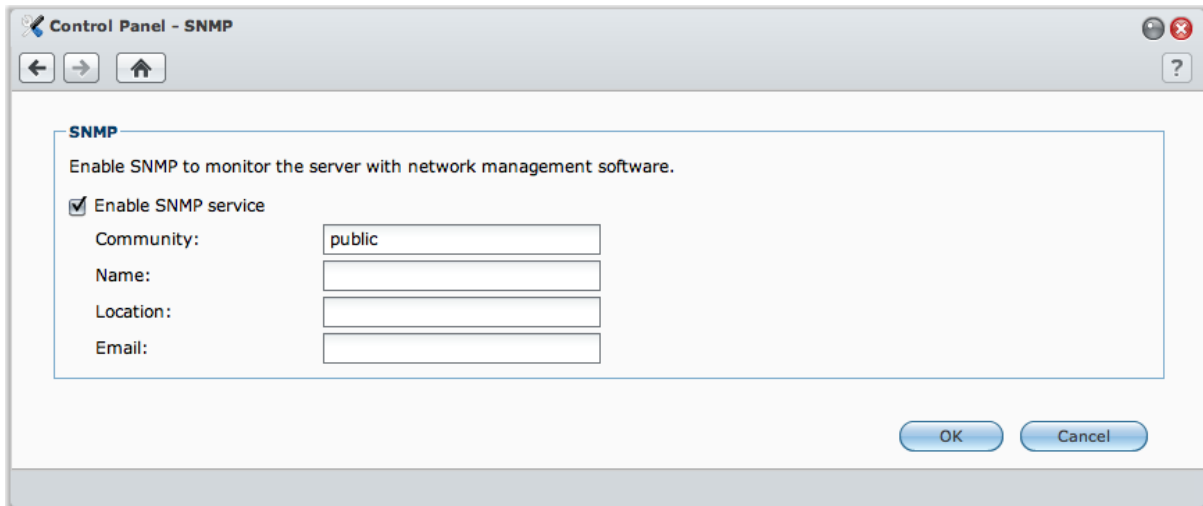 Control Panel - SNMP
?
SNMP
Enable SNMP to monitor the server with network management software.
Enable SNMP service
Community: public
Name:
Location:
Email:
OK Cancel